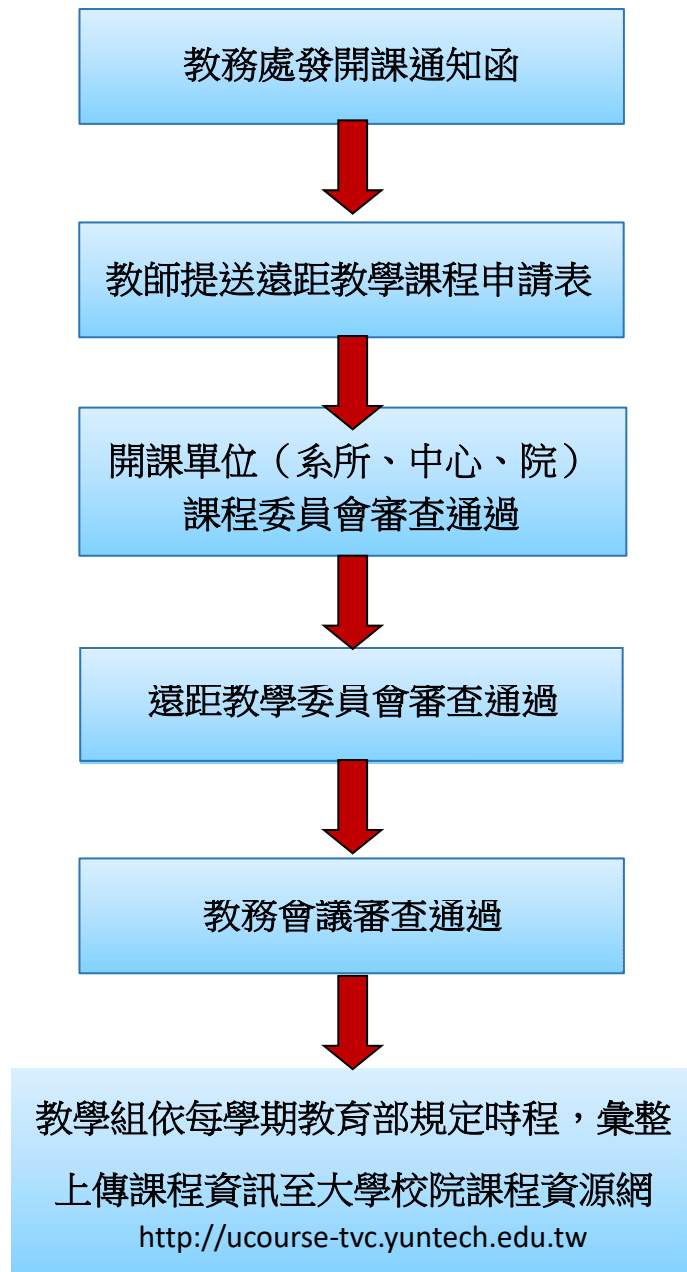 教務處發開課通知函
教師提送遠距教學課程申請表
開課單位（系所、中心、院）
課程委員會審查通過
遠距教學委員會審查通過
教務會議審查通過
教學組依每學期教育部規定時程，彙整
上傳課程資訊至大學校院課程資源網
http://ucourse-tvc.yuntech.edu.tw